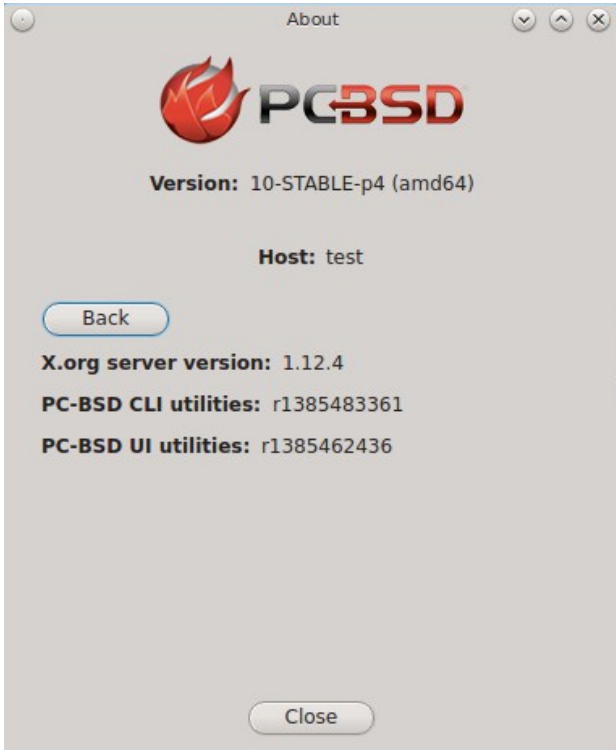 About
PCBSD
Version: 10-STABLE-p4 (amd64)
Host: test
Back
X.org server version: 1.12.4
PC-BSD CLI utilities: r1385483361
PC-BSD UI utilities: r1385462436
Close